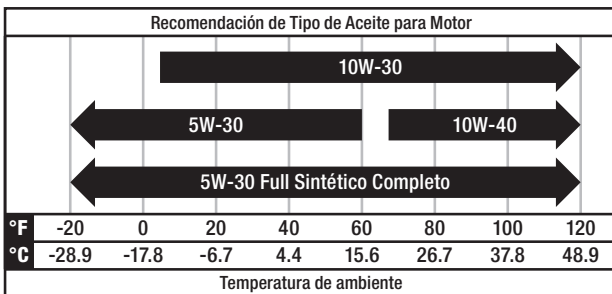 Recomendación de Tipo de Aceite para Motor
10W-30
5W-30 10W-40
5W-30 Full Sintético Completo
°F -20 0 20 40 60 80 100 120
°C -28.9 -17.8 -6.7 4.4 15.6 26.7 37.8 48.9
Temperatura de ambiente